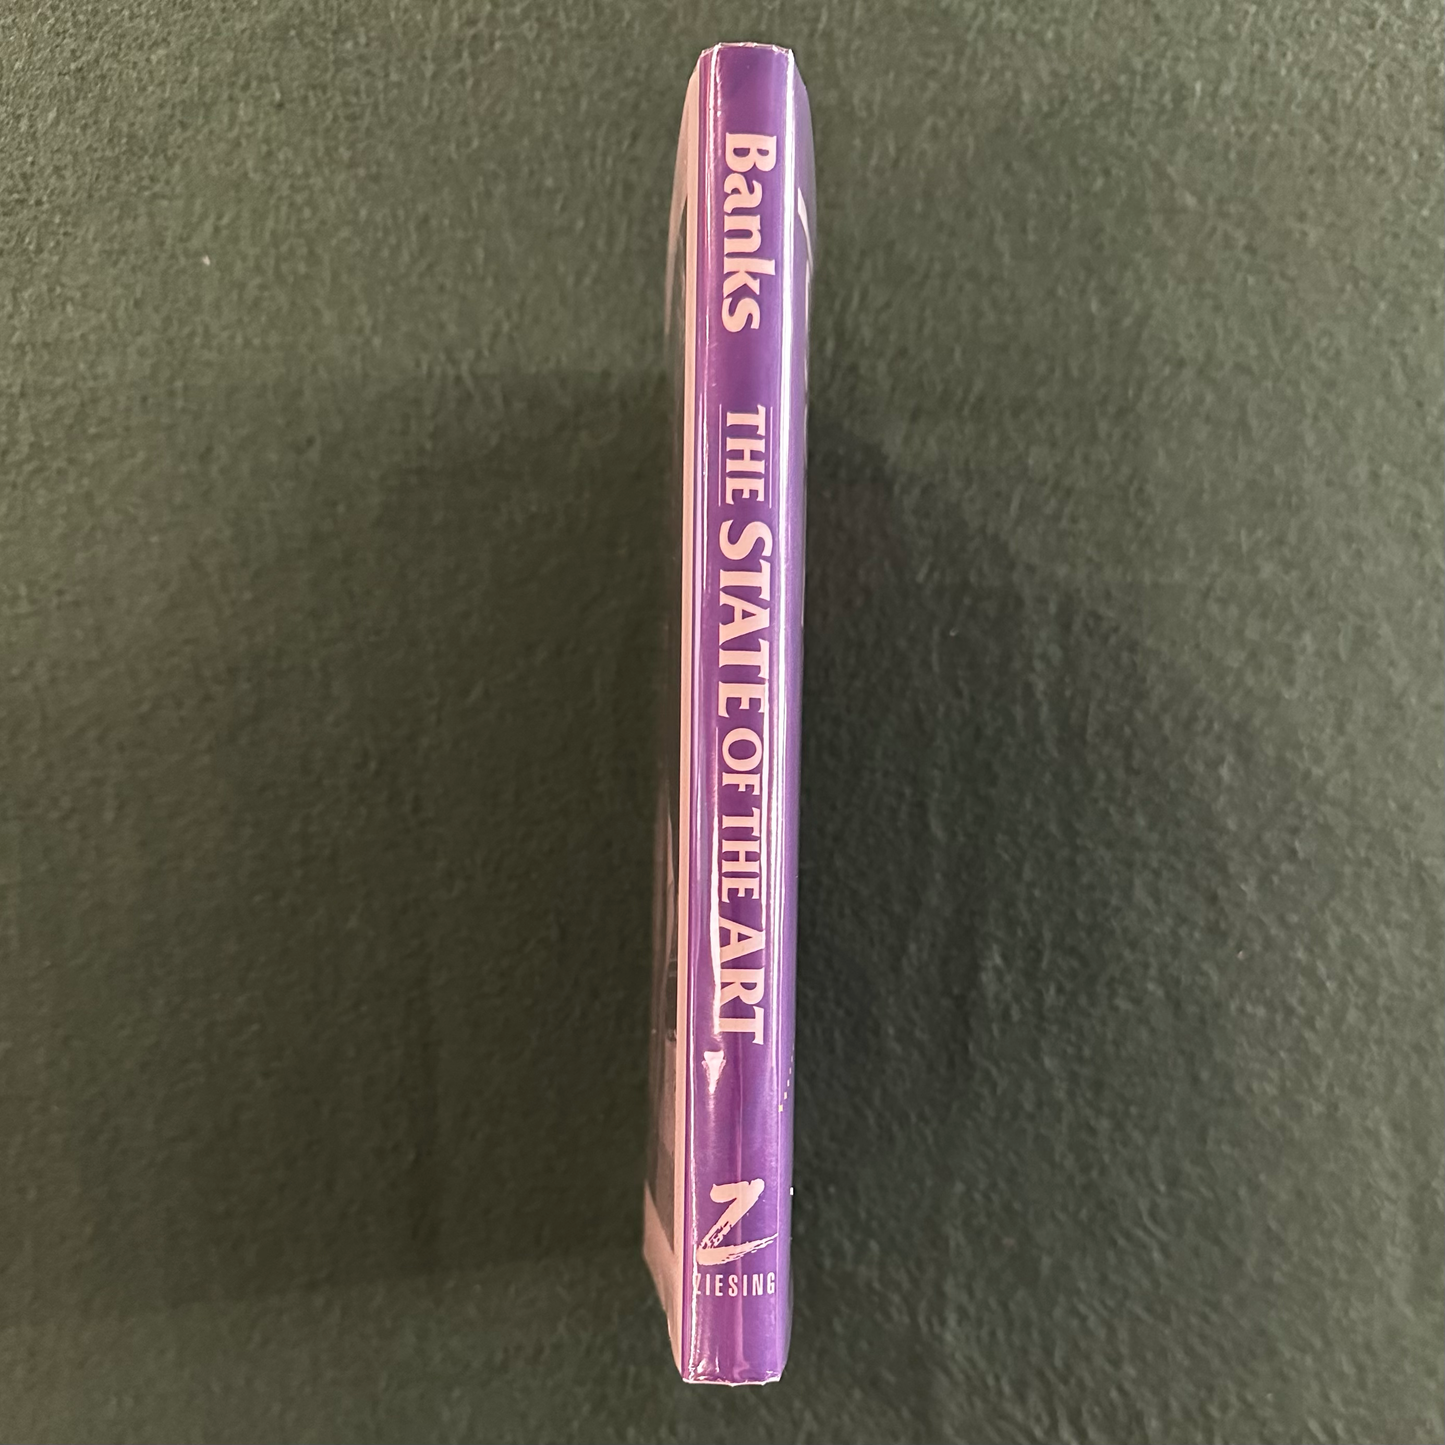 Banks
THE STATE OF THE ART
Z
ZIESING